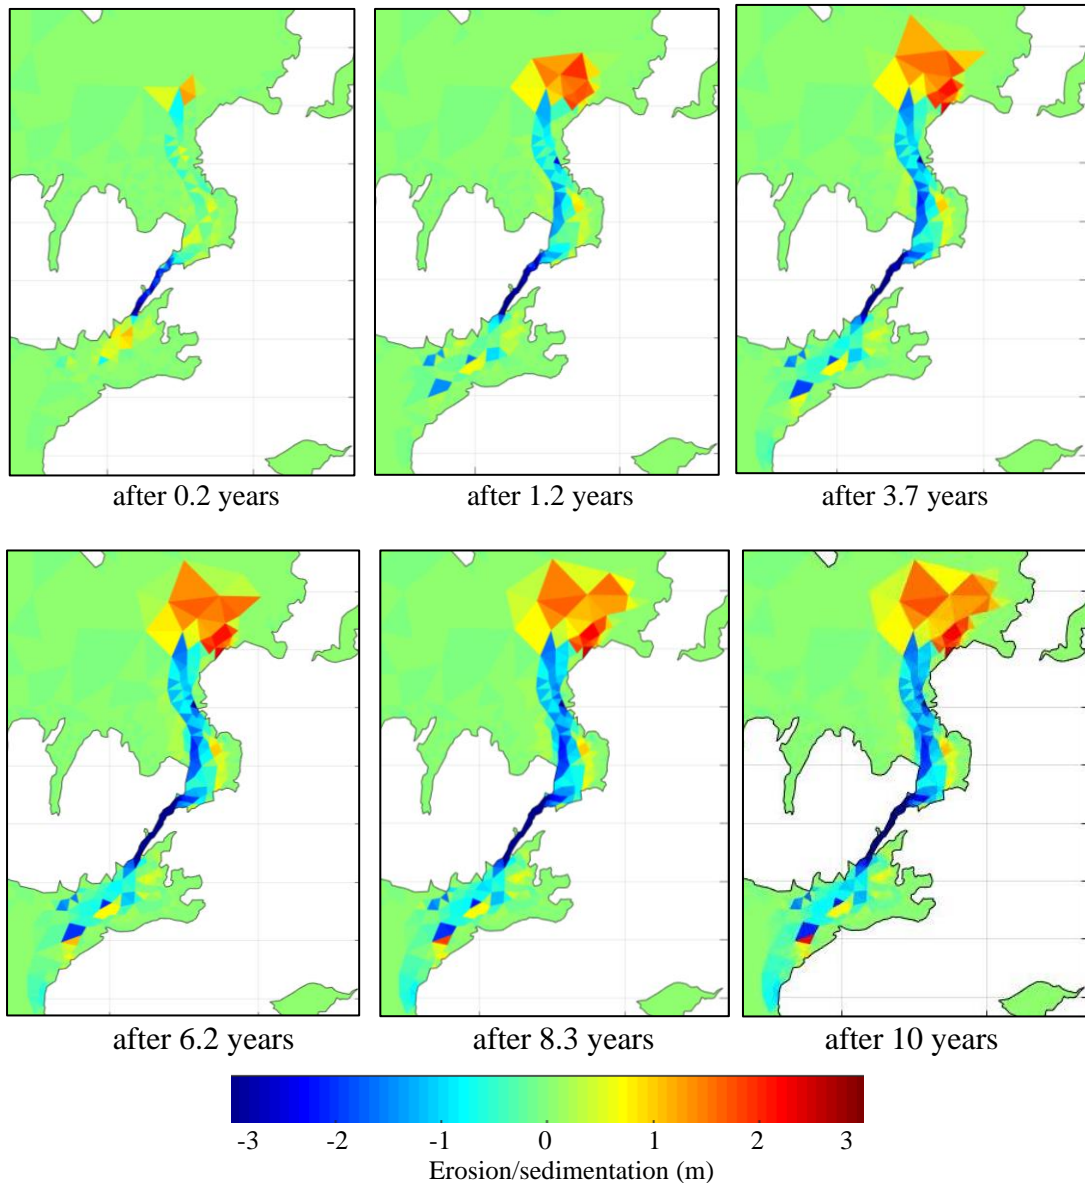 after 0.2 years
after 1.2 years
after 3.7 years
after 6.2 years
after 8.3 years
after 10 years
-3 -2 -1 0 1 2 3
Erosion/sedimentation (m)